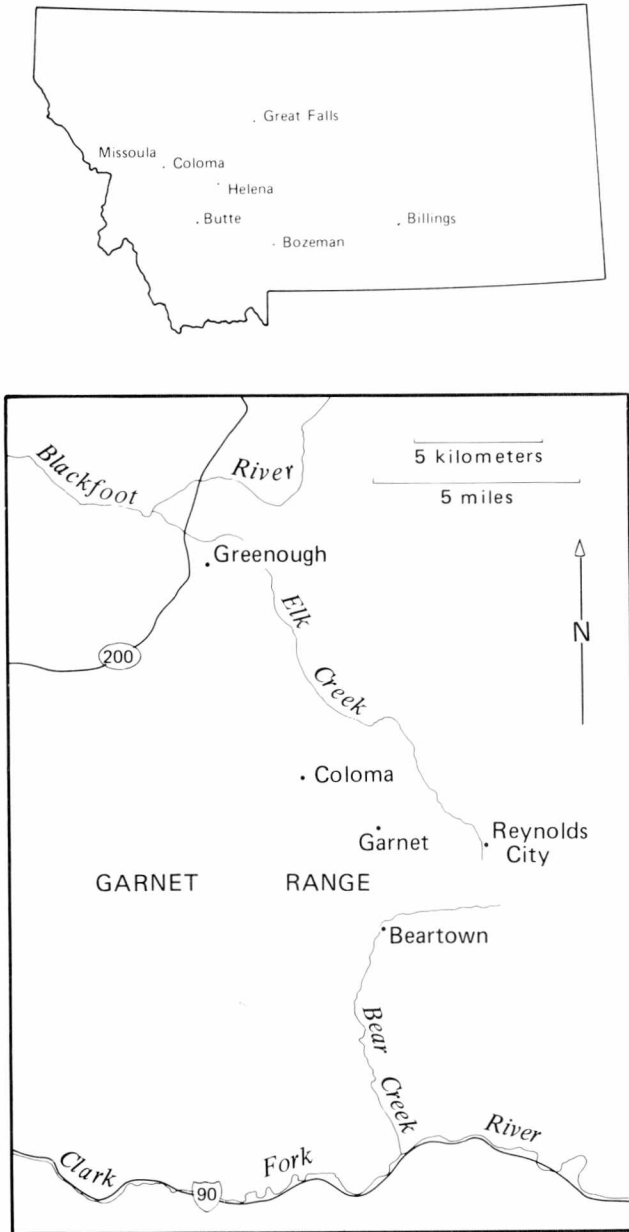 Great Falls
Missoula
Coloma
Helena
Butte
Billings
Bozeman
Blackfoot River
5 kilometers
5 miles
Greenough
Elk Creek
N
200
Coloma
Garnet
Reynolds
City
GARNET RANGE
Beartown
Bear Creek
Clark Fork River
90